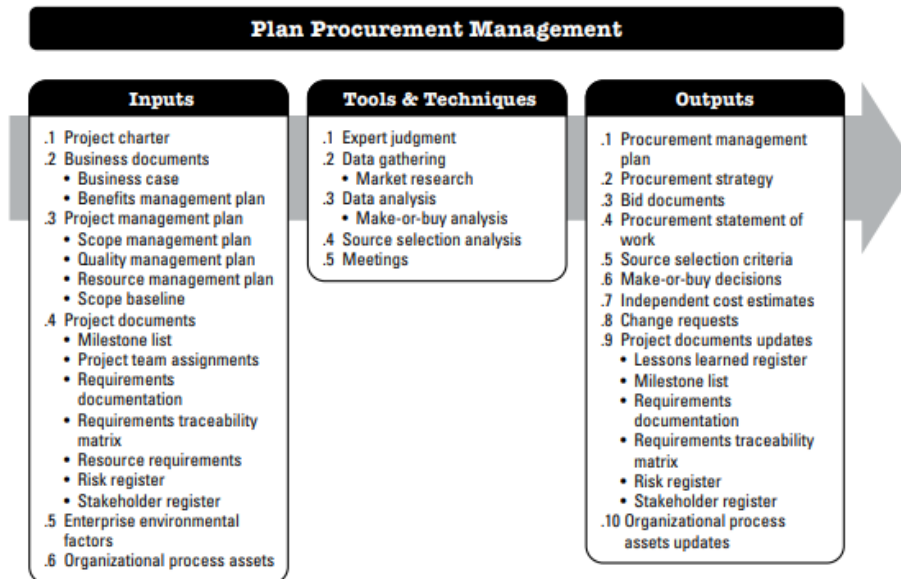 Plan Procurement Management
Inputs
.1 Project charter
.2 Business documents
• Business case
• Benefits management plan
.3 Project management plan
• Scope management plan
• Quality management plan
• Resource management plan
• Scope baseline
.4 Project documents
• Milestone list
• Project team assignments
• Requirements
documentation
• Requirements traceability
matrix
• Resource requirements
• Risk register
• Stakeholder register
.5 Enterprise environmental
factors
.6 Organizational process assets
Tools & Techniques
.1 Expert judgment
.2 Data gathering
• Market research
.3 Data analysis
• Make-or-buy analysis
.4 Source selection analysis
.5 Meetings
Outputs
.1 Procurement management
plan
.2 Procurement strategy
.3 Bid documents
.4 Procurement statement of
work
.5 Source selection criteria
.6 Make-or-buy decisions
.7 Independent cost estimates
.8 Change requests
.9 Project documents updates
• Lessons learned register
• Milestone list
• Requirements
documentation
• Requirements traceability
matrix
• Risk register
• Stakeholder register
.10 Organizational process
assets updates